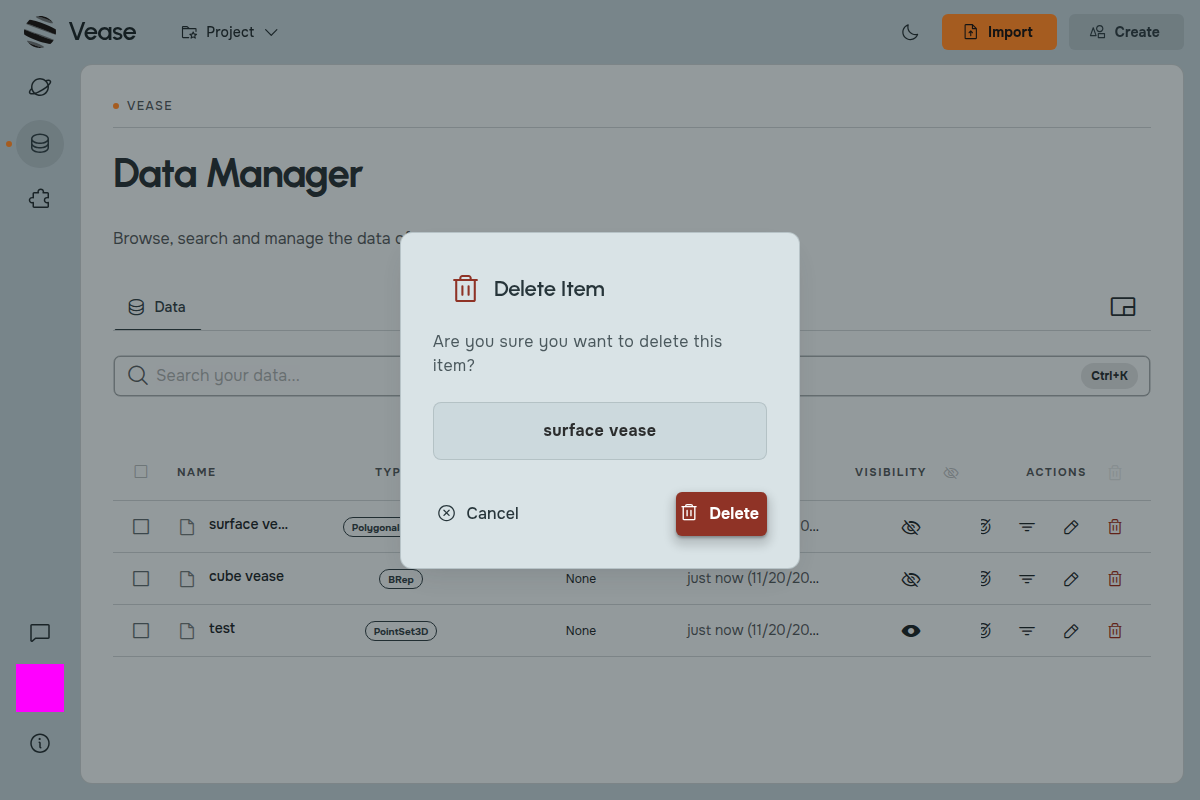 Vease
Project
Import
Create
VEASE
Data Manager
Browse, search and manage the data
Data
Search your data...
Ctrl+K
NAME
VISIBILITY
ACTIONS
surface ve...
Polygonal
cube vease
BRep
None
just now (11/20/20...
test
PointSet3D
None
just now (11/20/20...
Delete Item
Are you sure you want to delete this
item?
surface vease
Cancel
Delete